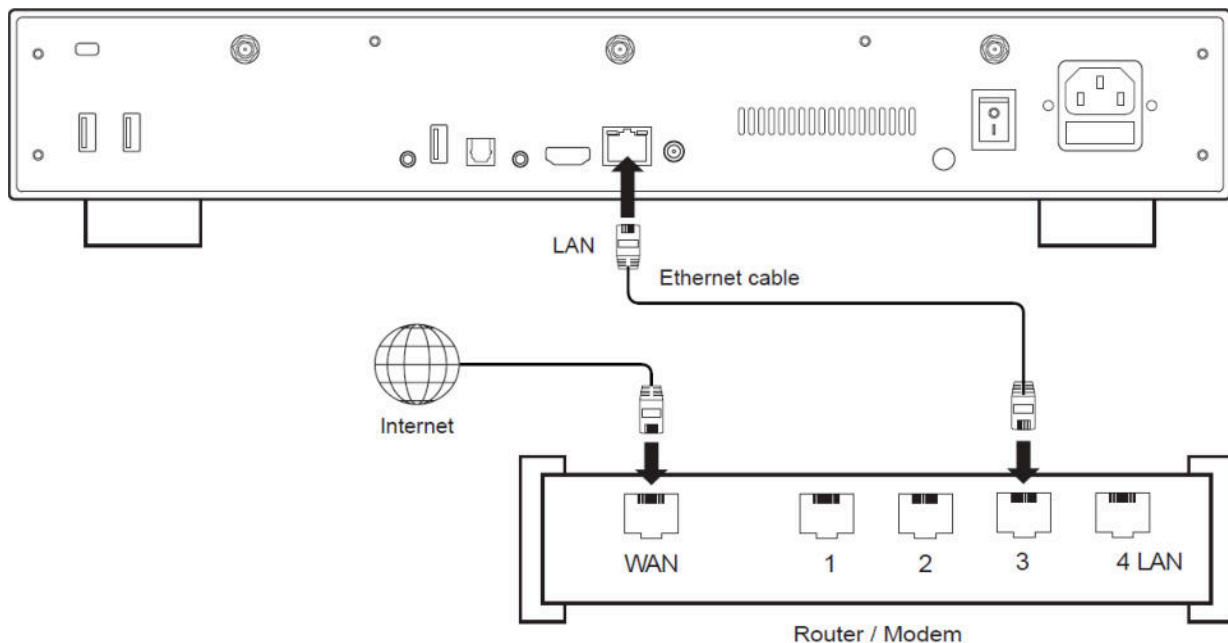 LAN
Ethernet cable
Internet
WAN
1
2
3
4 LAN
Router / Modem